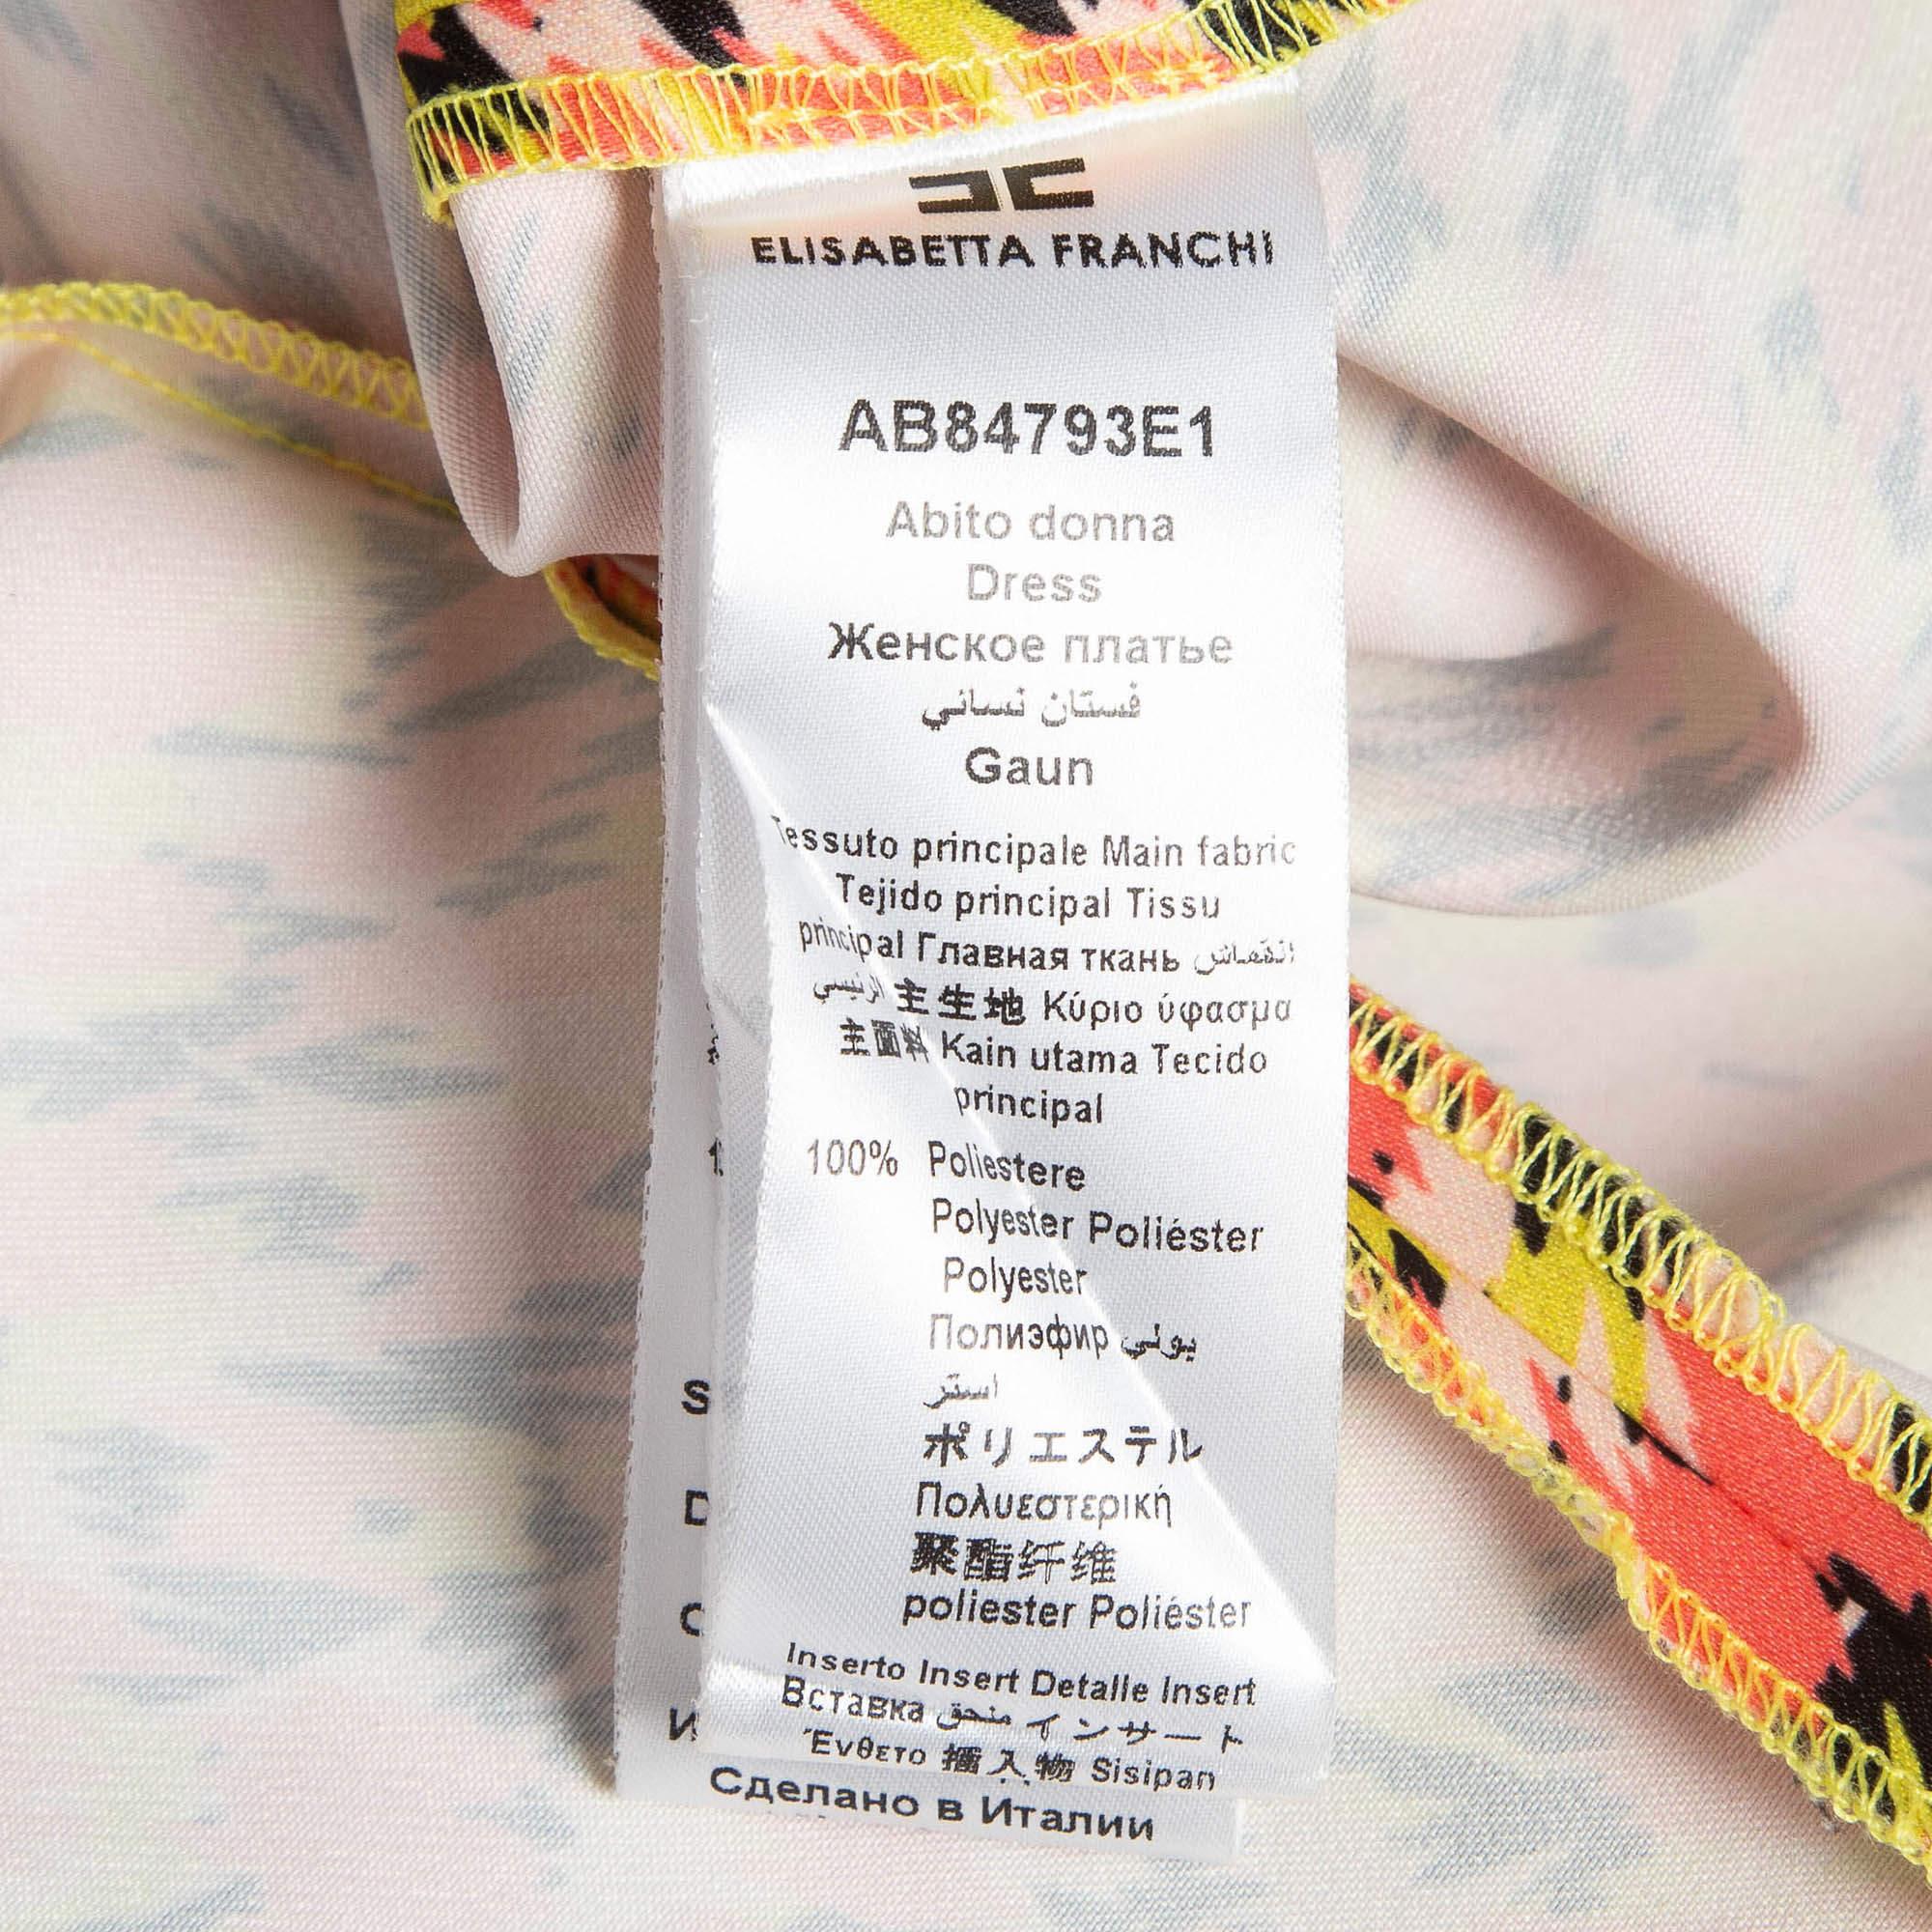 ELISABETTA FRANCHI
AB84793E1
Abito donna
Dress
Женское платье
فستان نسائي
Gaun
Tessuto principale Main fabric
Tejido principal Tissu
principal Главная ткань القماش
الرئيسي 主生地 Κύριο ύφασμα
主面料 Kain utama Tecido
principal
100% Poliestere
Polyester Poliéster
Polyester
Полиэфир بولي
استر
ポリエステル
Πολυεστερική
聚酯纤维
poliester Poliéster
Inserto Insert Detalle Insert
Вставка ملحق インサート
Ένθετο 插入物 Sisipan
Сделано в Италии